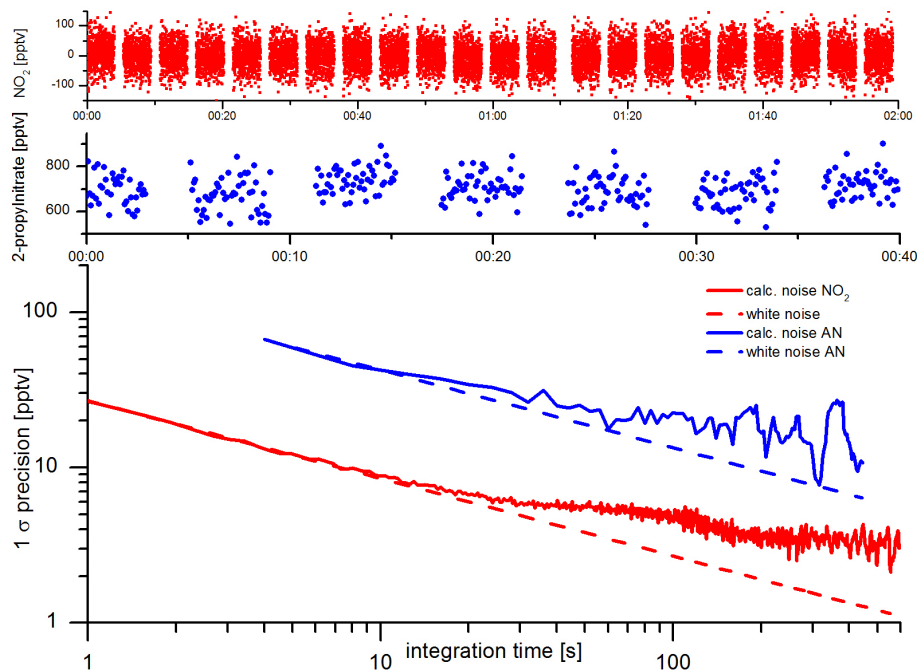 NO2 [pptv]
100
0
-100
00:00 00:20 00:40 01:00 01:20 01:40 02:00
2-propylnitrate [pptv]
800
600
00:00 00:10 00:20 00:30 00:40
calc. noise NO2
white noise
calc. noise AN
white noise AN
1 σ precision [pptv]
100
10
1
1 10 100
integration time [s]